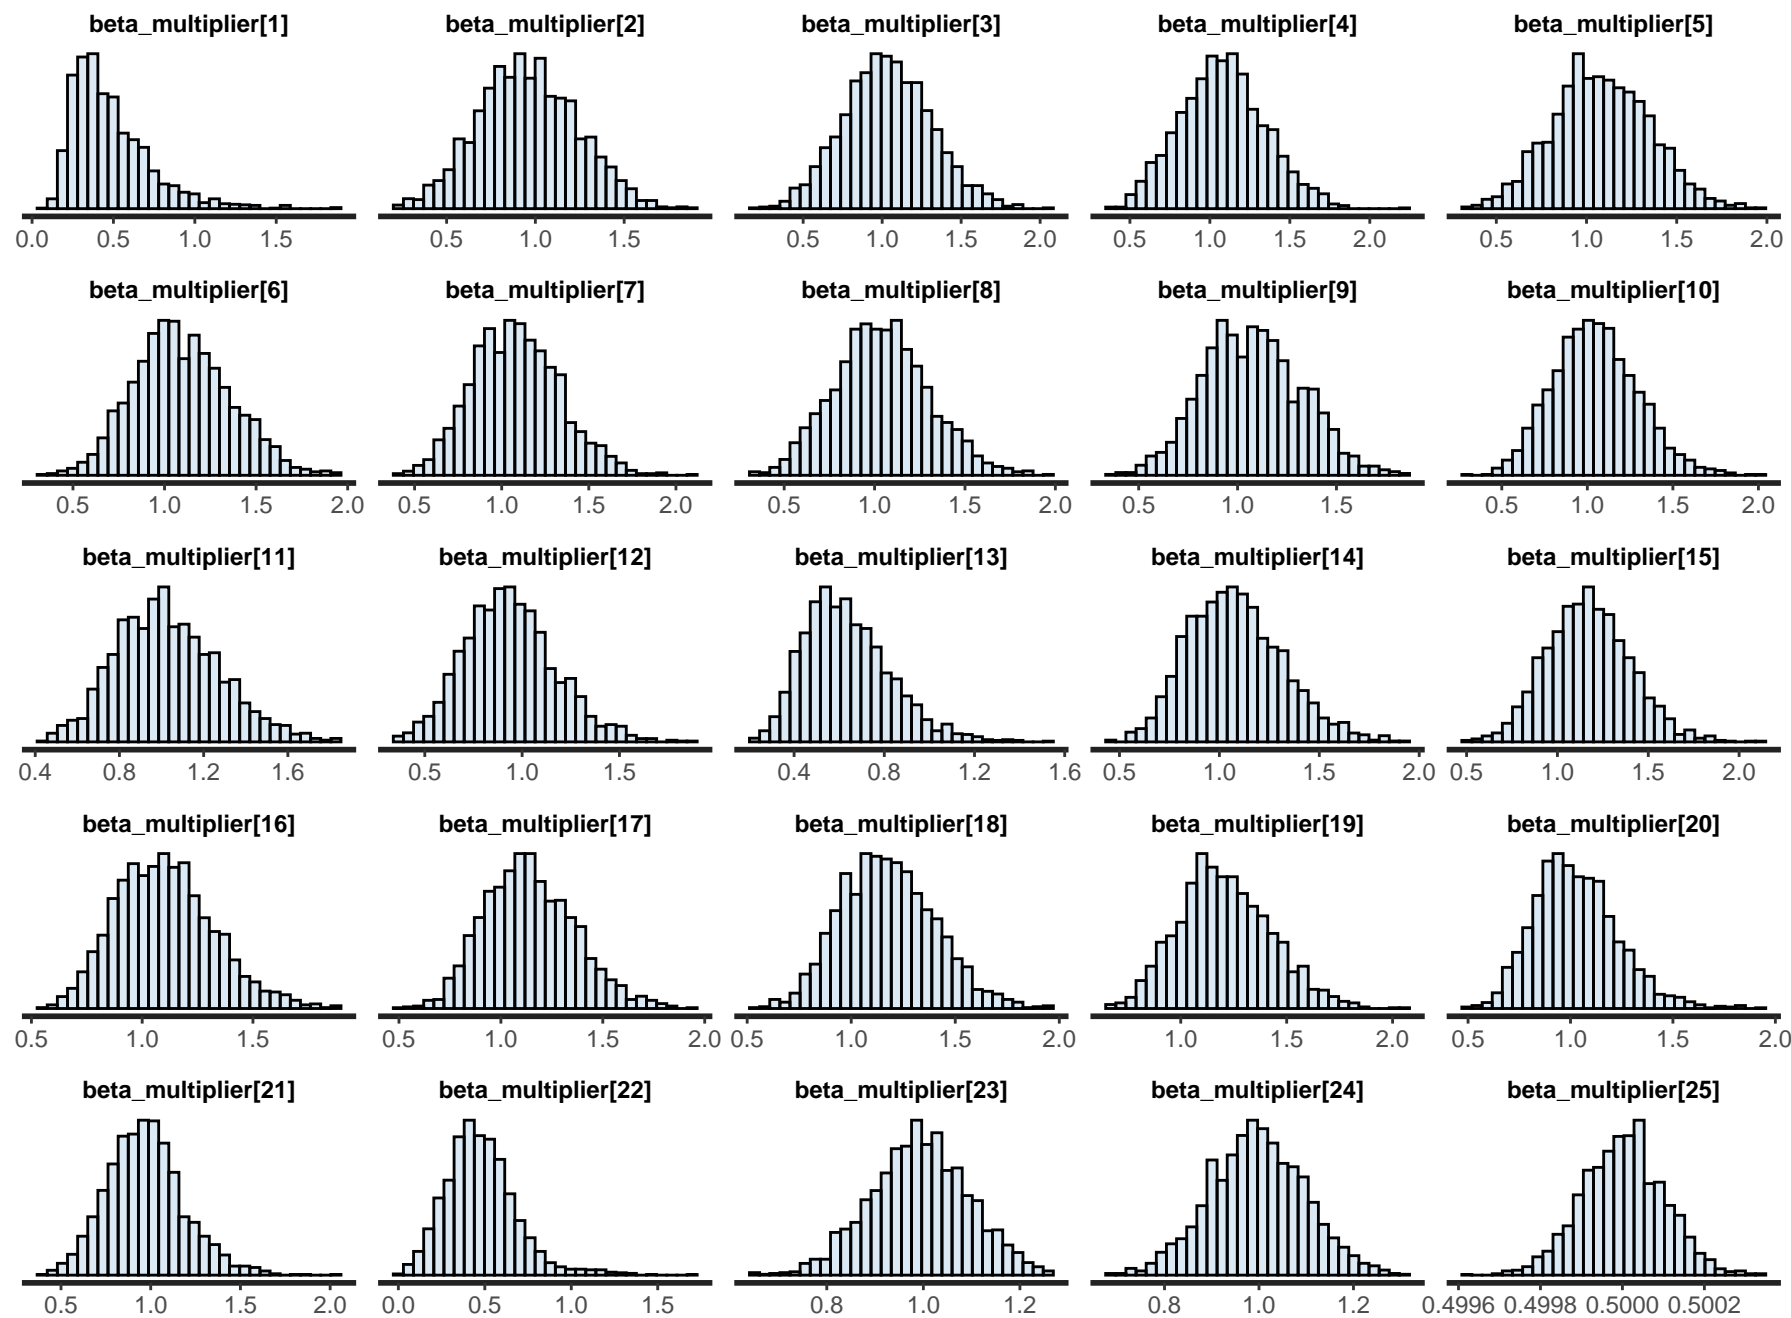 beta_multiplier[1] beta_multiplier[2] beta_multiplier[3] beta_multiplier[4] beta_multiplier[5]
0.0 0.5 1.0 1.5 0.5 1.0 1.5 0.5 1.0 1.5 2.0 0.5 1.0 1.5 2.0 0.5 1.0 1.5 2.0
beta_multiplier[6] beta_multiplier[7] beta_multiplier[8] beta_multiplier[9] beta_multiplier[10]
0.5 1.0 1.5 2.0 0.5 1.0 1.5 2.0 0.5 1.0 1.5 2.0 0.5 1.0 1.5 0.5 1.0 1.5 2.0
beta_multiplier[11] beta_multiplier[12] beta_multiplier[13] beta_multiplier[14] beta_multiplier[15]
0.4 0.8 1.2 1.6 0.5 1.0 1.5 0.4 0.8 1.2 1.6 0.5 1.0 1.5 2.0 0.5 1.0 1.5 2.0
beta_multiplier[16] beta_multiplier[17] beta_multiplier[18] beta_multiplier[19] beta_multiplier[20]
0.5 1.0 1.5 0.5 1.0 1.5 2.0 0.5 1.0 1.5 2.0 1.0 1.5 2.0 0.5 1.0 1.5 2.0
beta_multiplier[21] beta_multiplier[22] beta_multiplier[23] beta_multiplier[24] beta_multiplier[25]
0.5 1.0 1.5 2.0 0.0 0.5 1.0 1.5 0.8 1.0 1.2 0.8 1.0 1.2 0.4996 0.4998 0.5000 0.5002